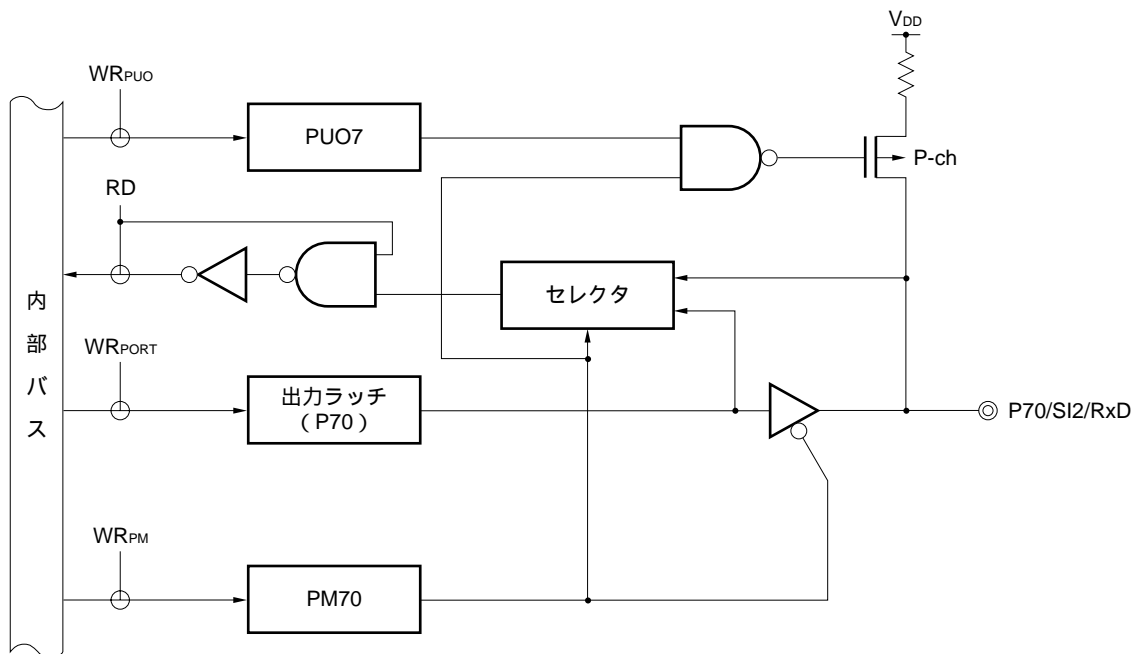 VDD
WRPUO
PUO7
P-ch
RD
セレクタ
内部バス
WRPORT
出力ラッチ
（P70）
P70/SI2/RxD
WRPM
PM70